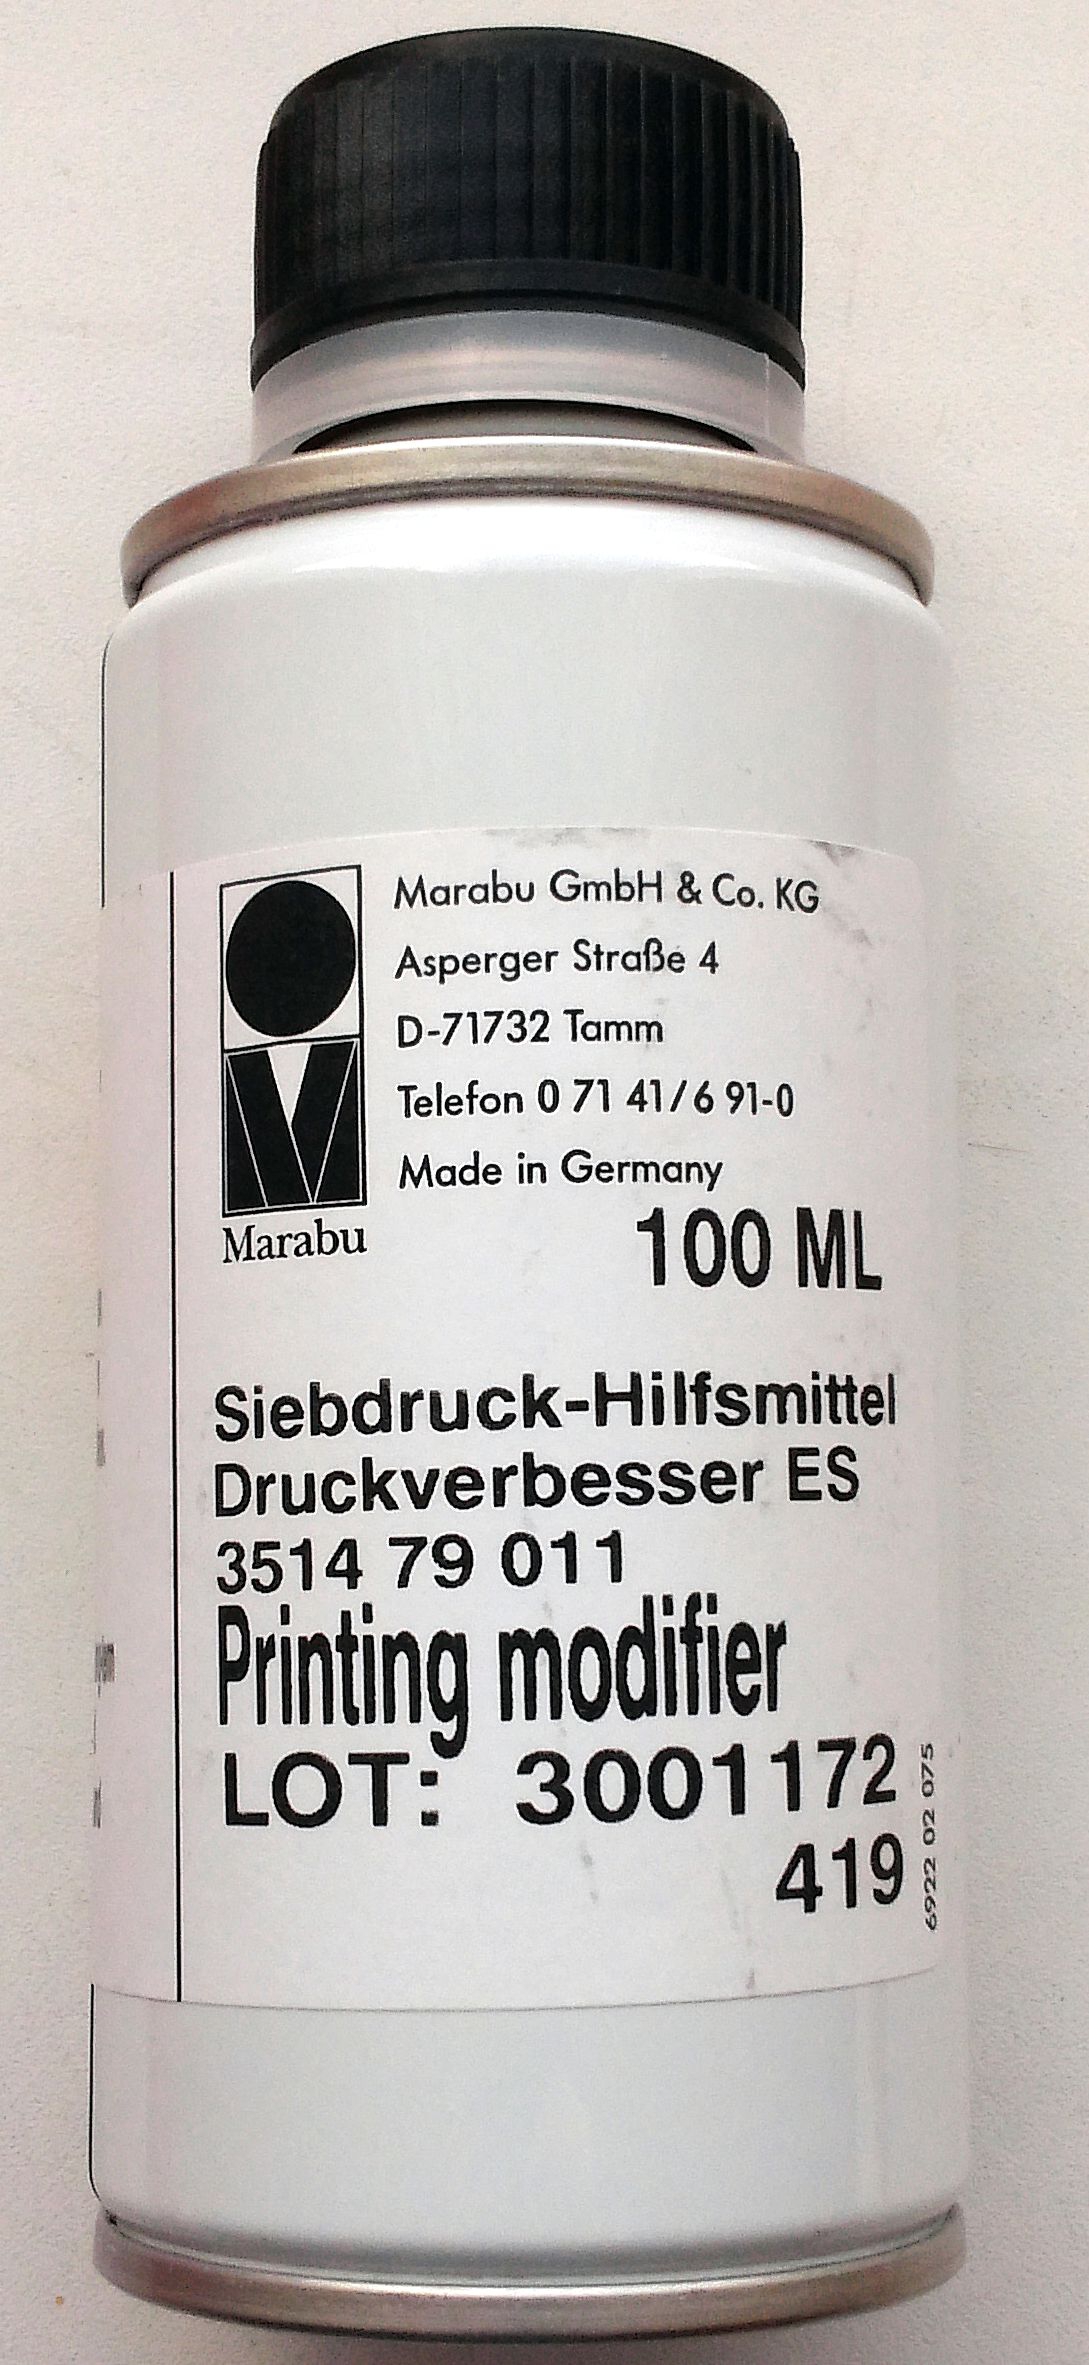 Marabu GmbH & Co. KG
Asperger Straße 4
D-71732 Tamm
Telefon 0 71 41/6 91-0
Made in Germany
Marabu
100 ML
Siebdruck-Hilfsmittel
Druckverbesser ES
3514 79 011
Printing modifier
LOT: 3001172
419
6922 02 075